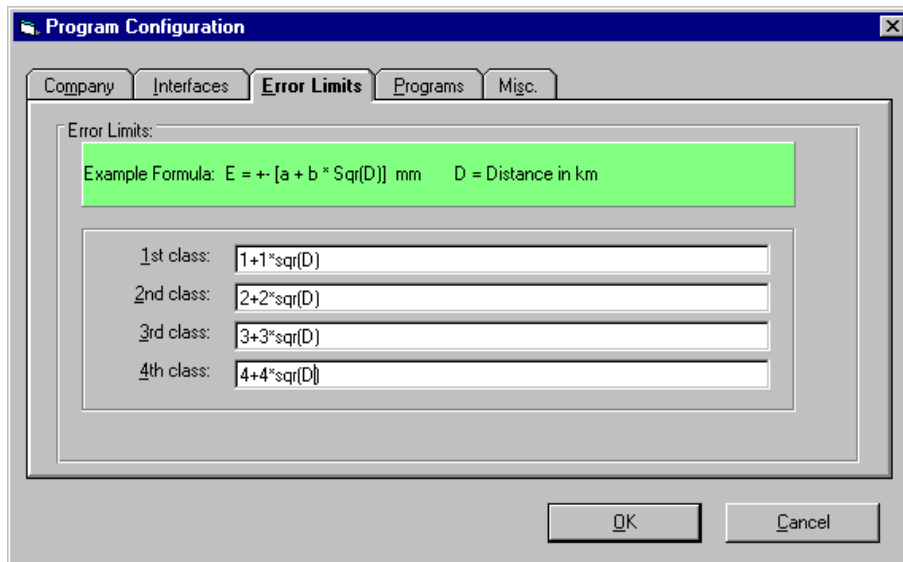 Program Configuration
Company Interfaces Error Limits Programs Misc.
Error Limits:
Example Formula: E = +- [a + b * Sqr(D)] mm D = Distance in km
1st class: 1+1*sqr(D)
2nd class: 2+2*sqr(D)
3rd class: 3+3*sqr(D)
4th class: 4+4*sqr(D)
OK Cancel